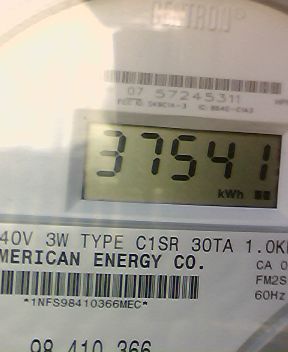 CENTRON®
07 57245311
37541
kWh
40V 3W TYPE C1SR 30TA 1.0K
MERICAN ENERGY CO.
CA 0
FM2S
60Hz
*1NFS98410366MEC*
98 410 366